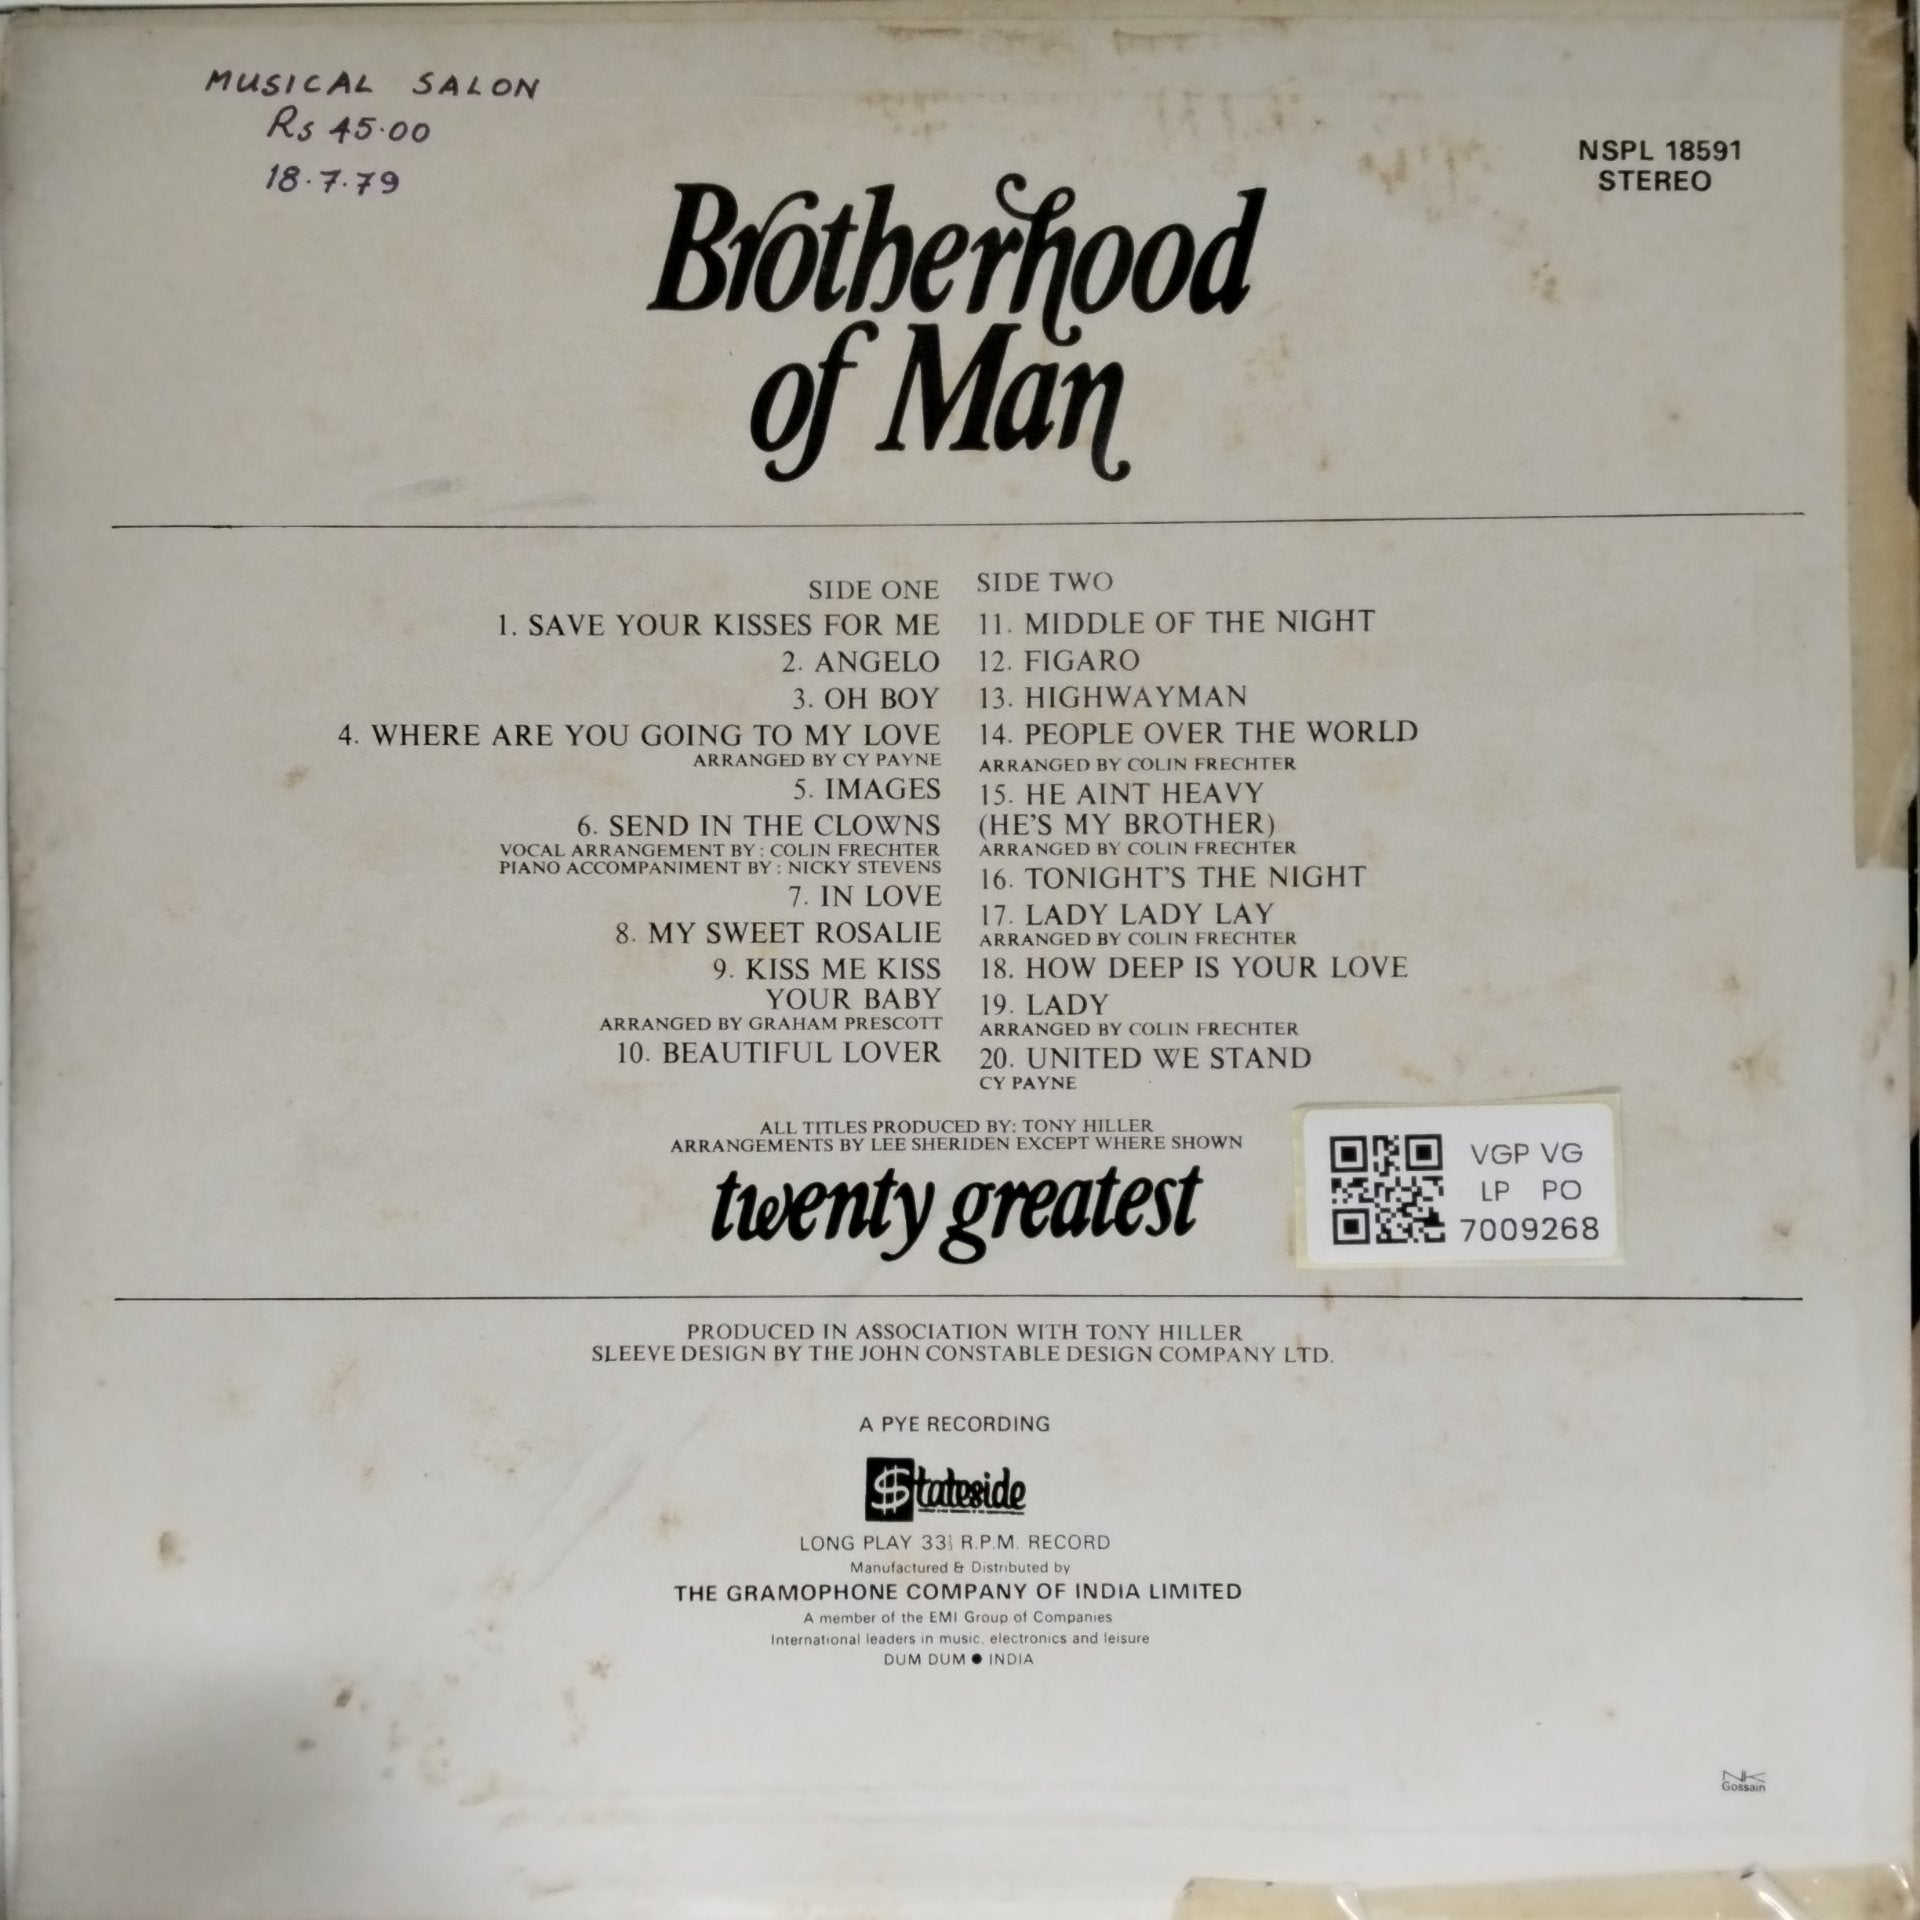 MUSICAL SALON
Rs 45.00
18.7.79
NSPL 18591
STEREO
Brotherhood
of Man
SIDE ONE
1. SAVE YOUR KISSES FOR ME
2. ANGELO
3. OH BOY
4. WHERE ARE YOU GOING TO MY LOVE
ARRANGED BY CY PAYNE
5. IMAGES
6. SEND IN THE CLOWNS
VOCAL ARRANGEMENT BY : COLIN FRECHTER
PIANO ACCOMPANIMENT BY : NICKY STEVENS
7. IN LOVE
8. MY SWEET ROSALIE
9. KISS ME KISS
YOUR BABY
ARRANGED BY GRAHAM PRESCOTT
10. BEAUTIFUL LOVER
SIDE TWO
11. MIDDLE OF THE NIGHT
12. FIGARO
13. HIGHWAYMAN
14. PEOPLE OVER THE WORLD
ARRANGED BY COLIN FRECHTER
15. HE AINT HEAVY
(HE'S MY BROTHER)
ARRANGED BY COLIN FRECHTER
16. TONIGHT'S THE NIGHT
17. LADY LADY LAY
ARRANGED BY COLIN FRECHTER
18. HOW DEEP IS YOUR LOVE
19. LADY
ARRANGED BY COLIN FRECHTER
20. UNITED WE STAND
CY PAYNE
ALL TITLES PRODUCED BY: TONY HILLER
ARRANGEMENTS BY LEE SHERIDEN EXCEPT WHERE SHOWN
twenty greatest
VGP VG
LP PO
7009268
PRODUCED IN ASSOCIATION WITH TONY HILLER
SLEEVE DESIGN BY THE JOHN CONSTABLE DESIGN COMPANY LTD.
A PYE RECORDING
$tateside
LONG PLAY 33⅓ R.P.M. RECORD
Manufactured & Distributed by
THE GRAMOPHONE COMPANY OF INDIA LIMITED
A member of the EMI Group of Companies
International leaders in music, electronics and leisure
DUM DUM ● INDIA
NK
Gossain